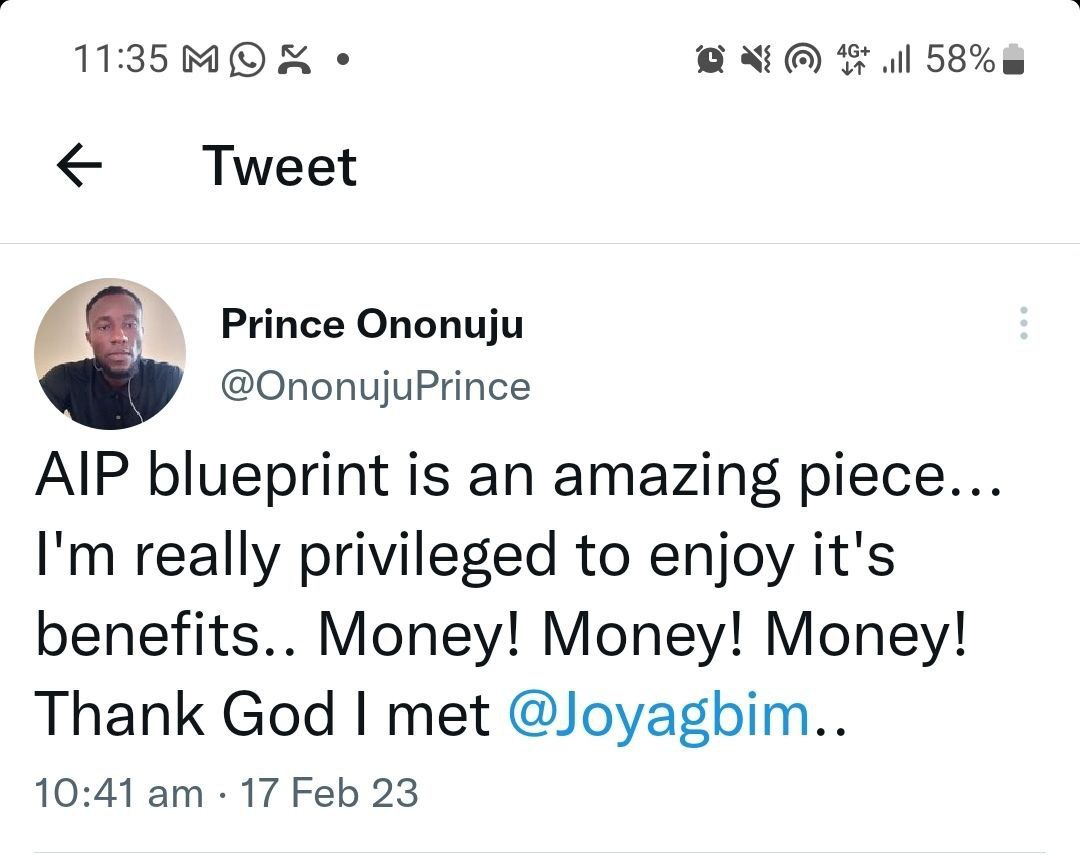 11:35
4G+
58%
Tweet
Prince Ononuju
@OnonujuPrince
AIP blueprint is an amazing piece...
I'm really privileged to enjoy it's
benefits.. Money! Money! Money!
Thank God I met @Joyagbim..
10:41 am · 17 Feb 23